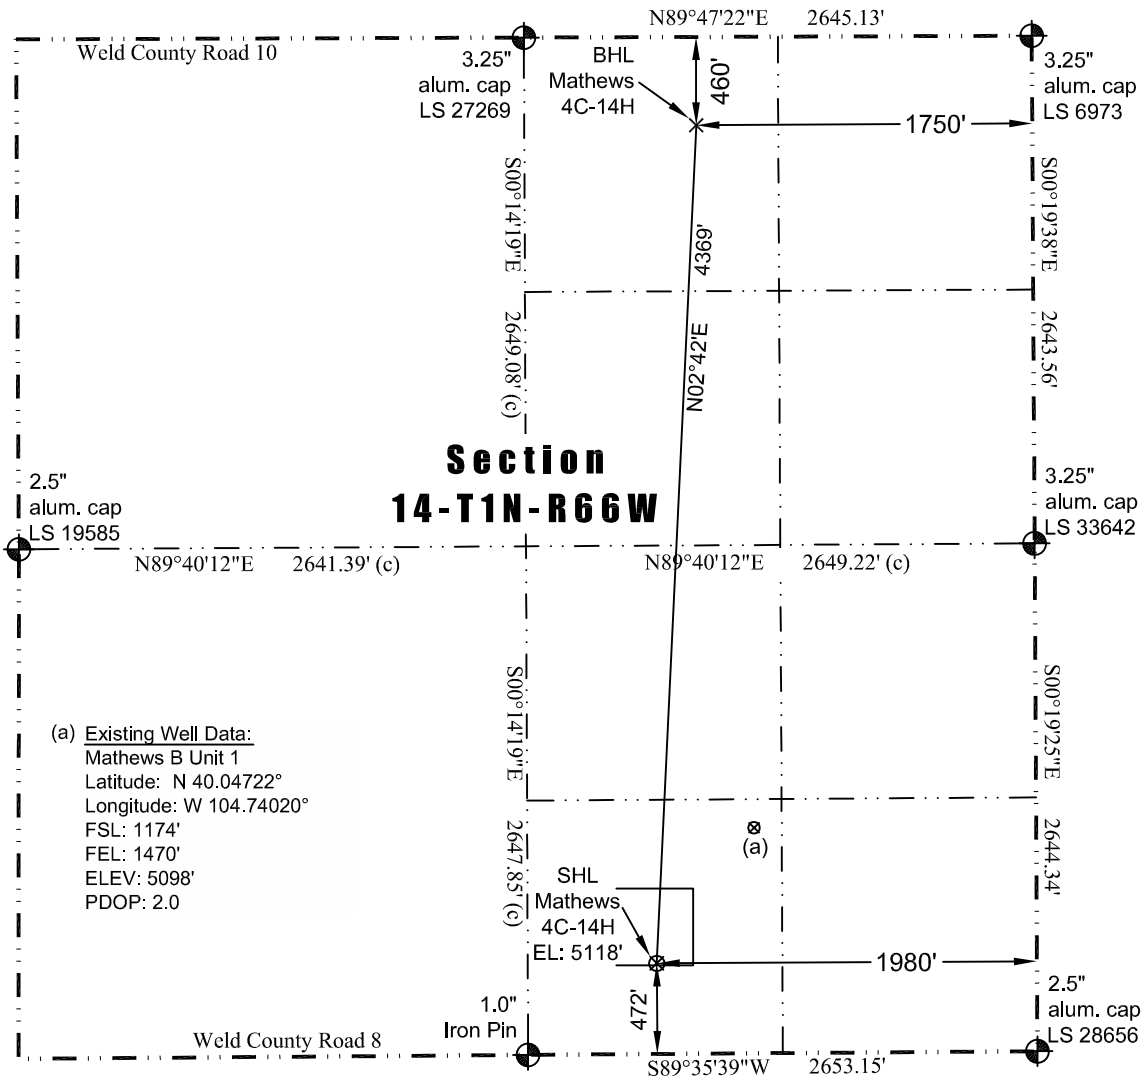 N89°47'22"E 2645.13'
Weld County Road 10
3.25"
alum. cap
LS 27269
BHL
Mathews
4C-14H
460'
3.25"
alum. cap
LS 6973
1750'
S00°14'19"E
2649.08' (c)
4369'
N02°42'E
S00°19'38"E
2643.56'
Section
14-T1N-R66W
2.5"
alum. cap
LS 19585
3.25"
alum. cap
LS 33642
N89°40'12"E 2641.39' (c)
N89°40'12"E 2649.22' (c)
S00°14'19"E
2647.85' (c)
S00°19'25"E
2644.34'
(a) Existing Well Data:
Mathews B Unit 1
Latitude: N 40.04722°
Longitude: W 104.74020°
FSL: 1174'
FEL: 1470'
ELEV: 5098'
PDOP: 2.0
(a)
SHL
Mathews
4C-14H
EL: 5118'
1980'
472'
1.0"
Iron Pin
2.5"
alum. cap
LS 28656
Weld County Road 8
S89°35'39"W 2653.15'